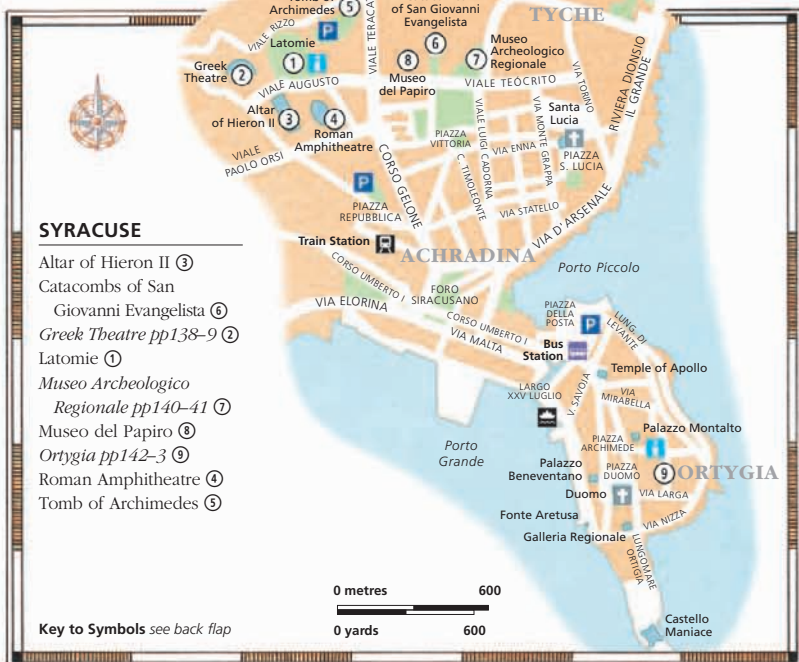 Tomb of
Archimedes 5
of San Giovanni
Evangelista
6
TYCHE
VIALE RIZZO
VIALE TERACA
P
Latomie
1
i
Greek
Theatre 2
VIALE AUGUSTO
8
Museo
del Papiro
7
Museo
Archeologico
Regionale
VIALE TEÓCRITO
VIA TORINO
RIVIERA DIONISIO
IL GRANDE
Altar
of Hieron II 3
4
Roman
Amphitheatre
VIALE
PAOLO ORSI
CORSO GELONE
PIAZZA
VITTORIA
VIALE LUIGI CADORNA
C. TIMOLEONTE
VIA ENNA
VIA MONTE GRAPPA
Santa
Lucia
PIAZZA
S. LUCIA
P
PIAZZA
REPUBBLICA
VIA STATELLO
VIA D' ARSENALE
Train Station
ACHRADINA
Porto Piccolo
CORSO UMBERTO I
VIA ELORINA
FORO
SIRACUSANO
CORSO UMBERTO I
VIA MALTA
PIAZZA
DELLA
POSTA
P
LUNG. DI
LEVANTE
Bus
Station
Temple of Apollo
LARGO
XXV LUGLIO
V. SAVOIA
VIA
MIRABELLA
Palazzo Montalto
i
PIAZZA
ARCHIMEDE
Porto
Grande
Palazzo
Beneventano
PIAZZA
DUOMO
9
ORTYGIA
Duomo
VIA LARGA
Fonte Aretusa
VIA NIZZA
Galleria Regionale
LUNGOMARE
ORTIGIA
Castello
Maniace
SYRACUSE
Altar of Hieron II 3
Catacombs of San
Giovanni Evangelista 6
Greek Theatre pp138–9 2
Latomie 1
Museo Archeologico
Regionale pp140–41 7
Museo del Papiro 8
Ortygia pp142–3 9
Roman Amphitheatre 4
Tomb of Archimedes 5
0 metres 600
0 yards 600
Key to Symbols see back flap